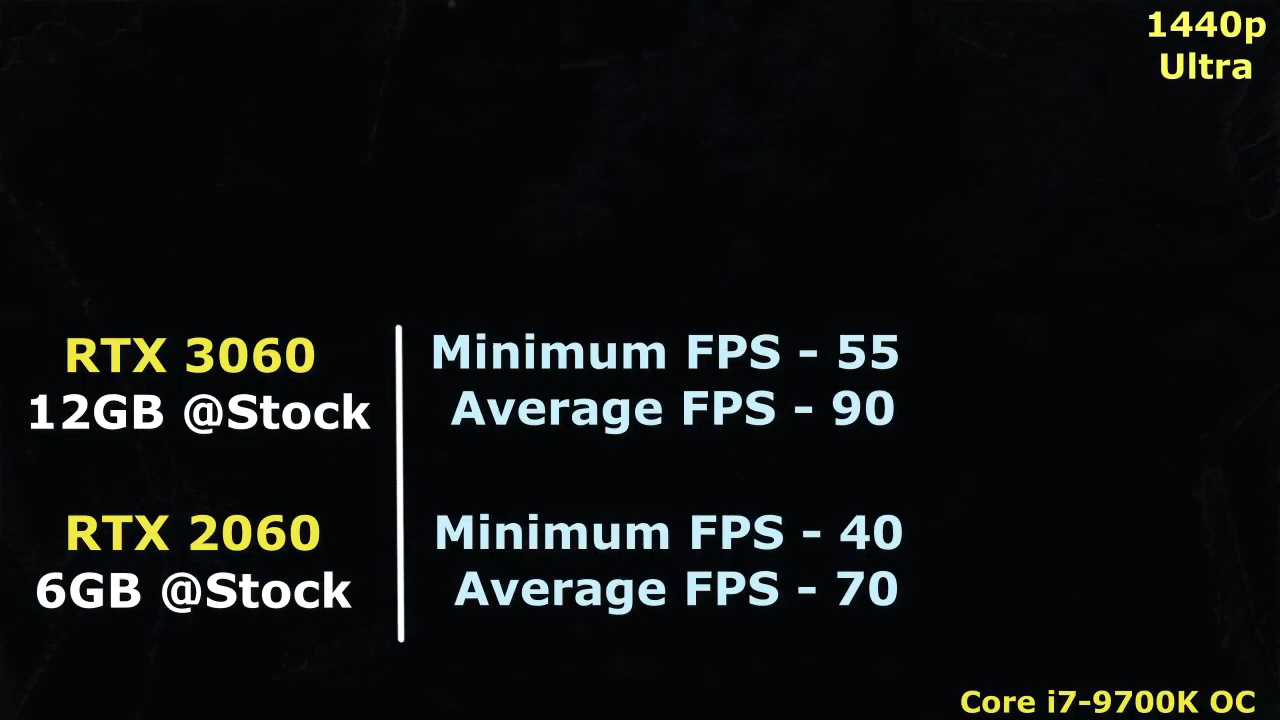 1440p
Ultra
RTX 3060
12GB @Stock
Minimum FPS - 55
Average FPS - 90
RTX 2060
6GB @Stock
Minimum FPS - 40
Average FPS - 70
Core i7-9700K OC